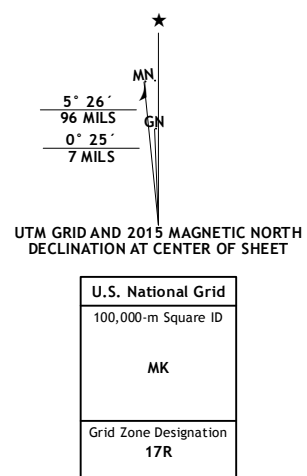 ★
MN.
5° 26´
96 MILS
GN
0° 25´
7 MILS
UTM GRID AND 2015 MAGNETIC NORTH
DECLINATION AT CENTER OF SHEET
U.S. National Grid
100,000-m Square ID
MK
Grid Zone Designation
17R